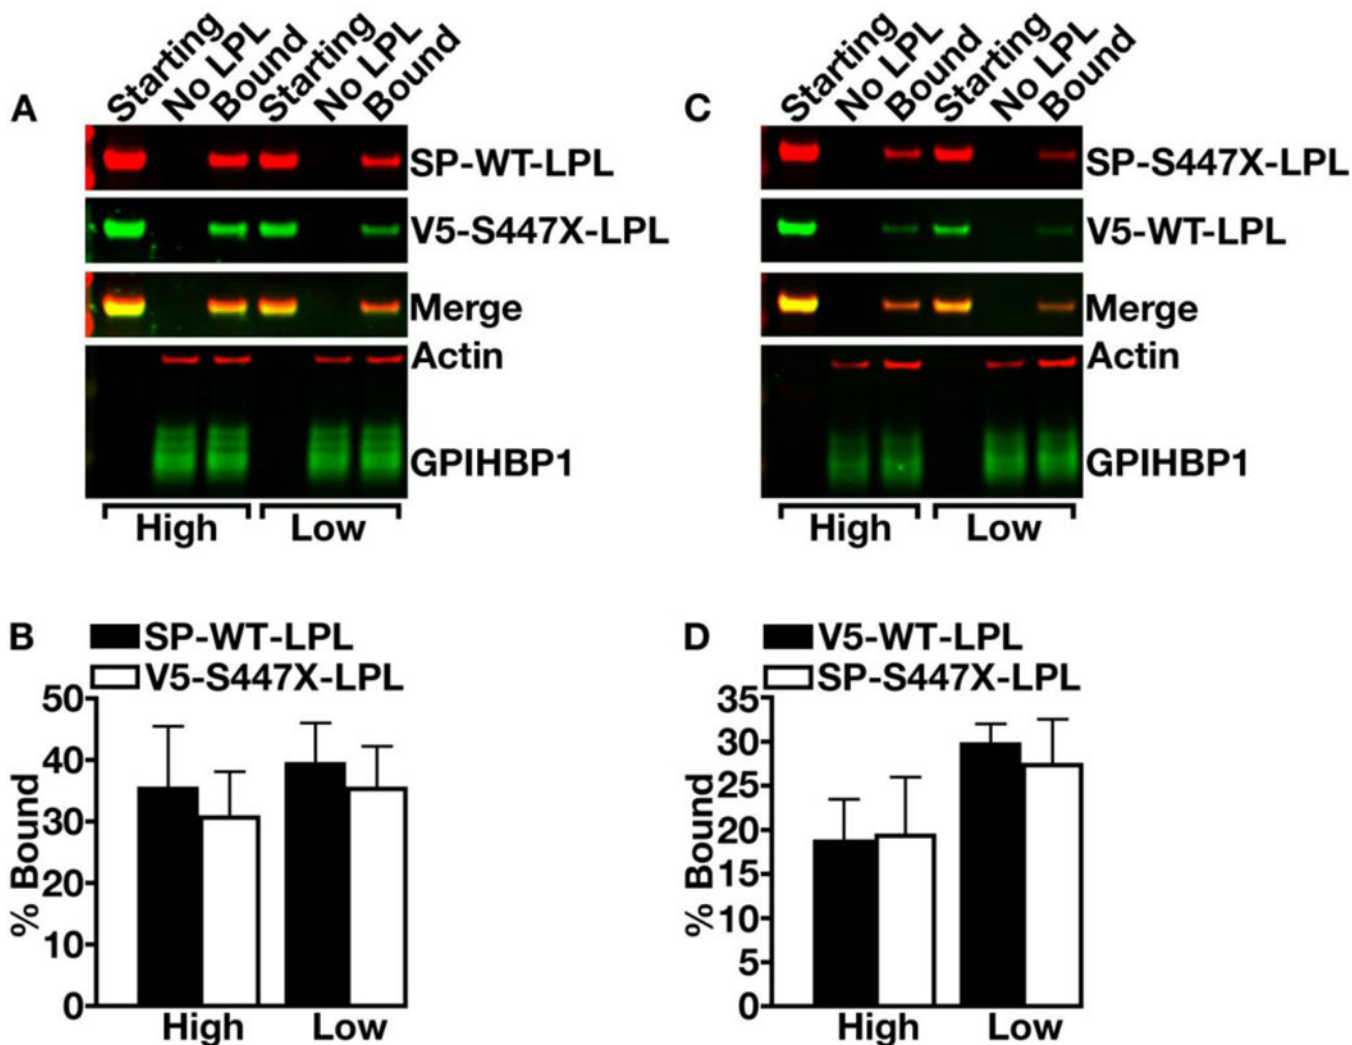 A
Starting
No LPL
Bound
Starting
No LPL
Bound
SP-WT-LPL
V5-S447X-LPL
Merge
Actin
GPIHBP1
High
Low
C
Starting
No LPL
Bound
Starting
No LPL
Bound
SP-S447X-LPL
V5-WT-LPL
Merge
Actin
GPIHBP1
High
Low
B
SP-WT-LPL
V5-S447X-LPL
% Bound
50
40
30
20
10
0
High
Low
D
V5-WT-LPL
SP-S447X-LPL
% Bound
35
30
25
20
15
10
5
0
High
Low